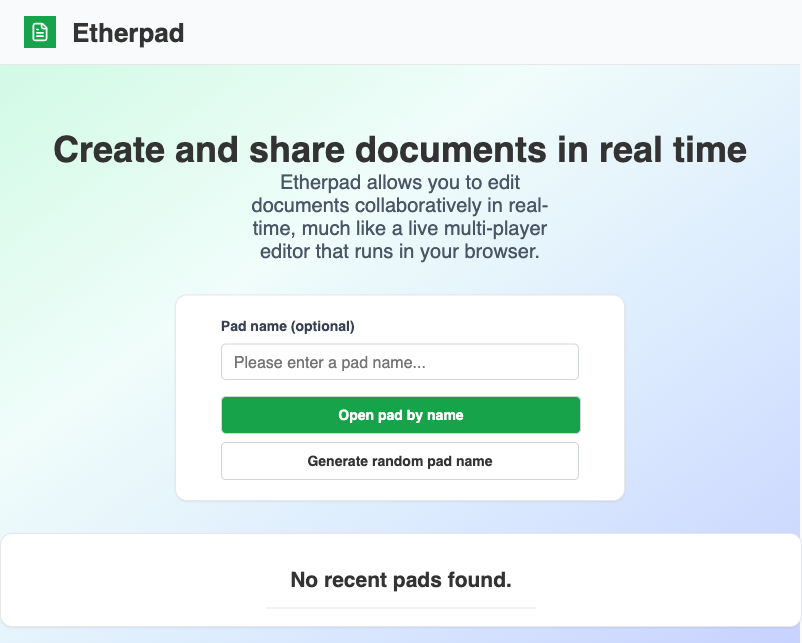 Etherpad
Create and share documents in real time
Etherpad allows you to edit
documents collaboratively in real-
time, much like a live multi-player
editor that runs in your browser.
Pad name (optional)
Please enter a pad name...
Open pad by name
Generate random pad name
No recent pads found.